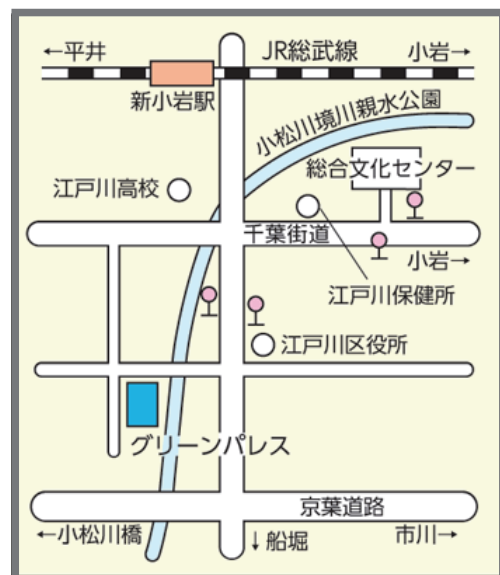 ←平井
JR総武線
小岩→
新小岩駅
小松川境川親水公園
総合文化センター
江戸川高校
千葉街道
小岩→
江戸川保健所
江戸川区役所
グリーンパレス
京葉道路
←小松川橋
↓船堀
市川→